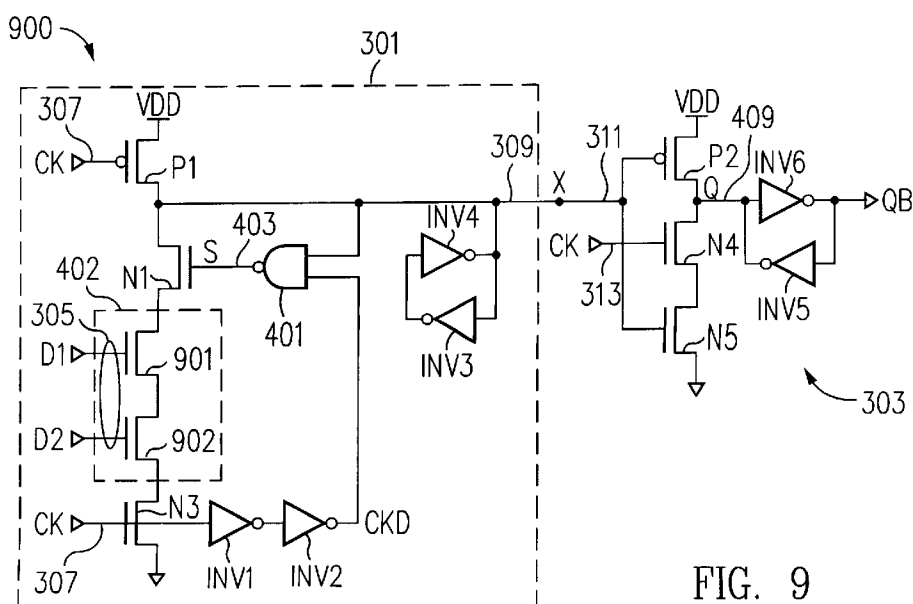 900
301
307
VDD
CK
P1
309
X
311
VDD
P2
409
Q
INV6
QB
403
S
INV4
CK
313
N4
INV5
402
N1
401
INV3
N5
305
D1
901
303
D2
902
CK
N3
CKD
307
INV1
INV2
FIG. 9